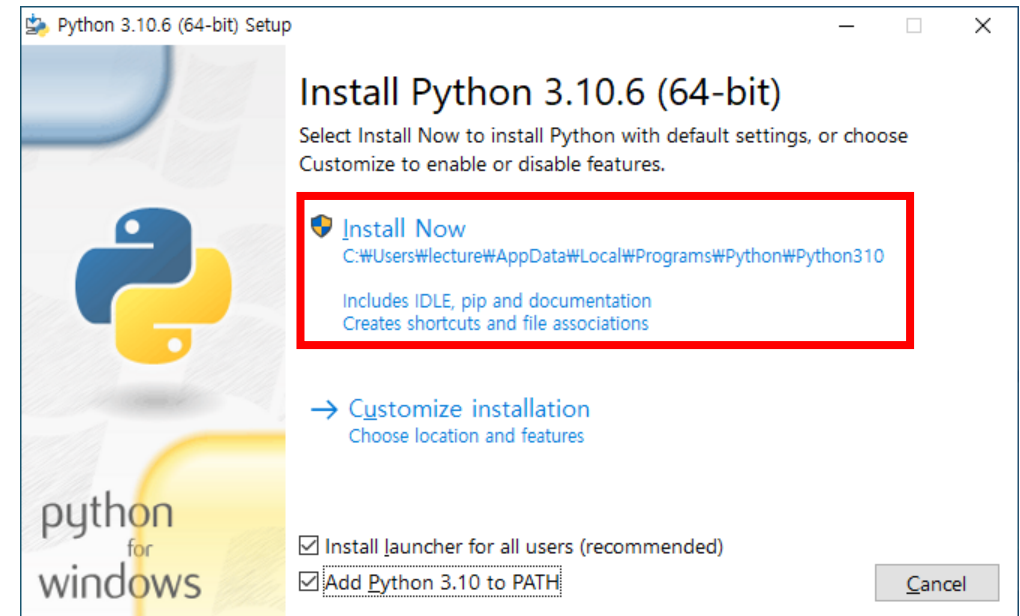 Python 3.10.6 (64-bit) Setup
Install Python 3.10.6 (64-bit)
Select Install Now to install Python with default settings, or choose
Customize to enable or disable features.
Install Now
C:₩Users₩lecture₩AppData₩Local₩Programs₩Python₩Python310
Includes IDLE, pip and documentation
Creates shortcuts and file associations
Customize installation
Choose location and features
python
for
windows
Install launcher for all users (recommended)
Add Python 3.10 to PATH
Cancel